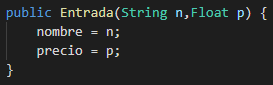 public Entrada(String n,Float p) {
    nombre = n;
    precio = p;
}